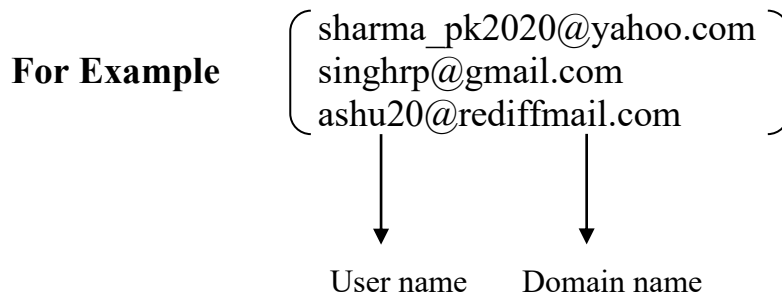 sharma_pk2020@yahoo.com
For Example singhrp@gmail.com
ashu20@rediffmail.com
User name Domain name